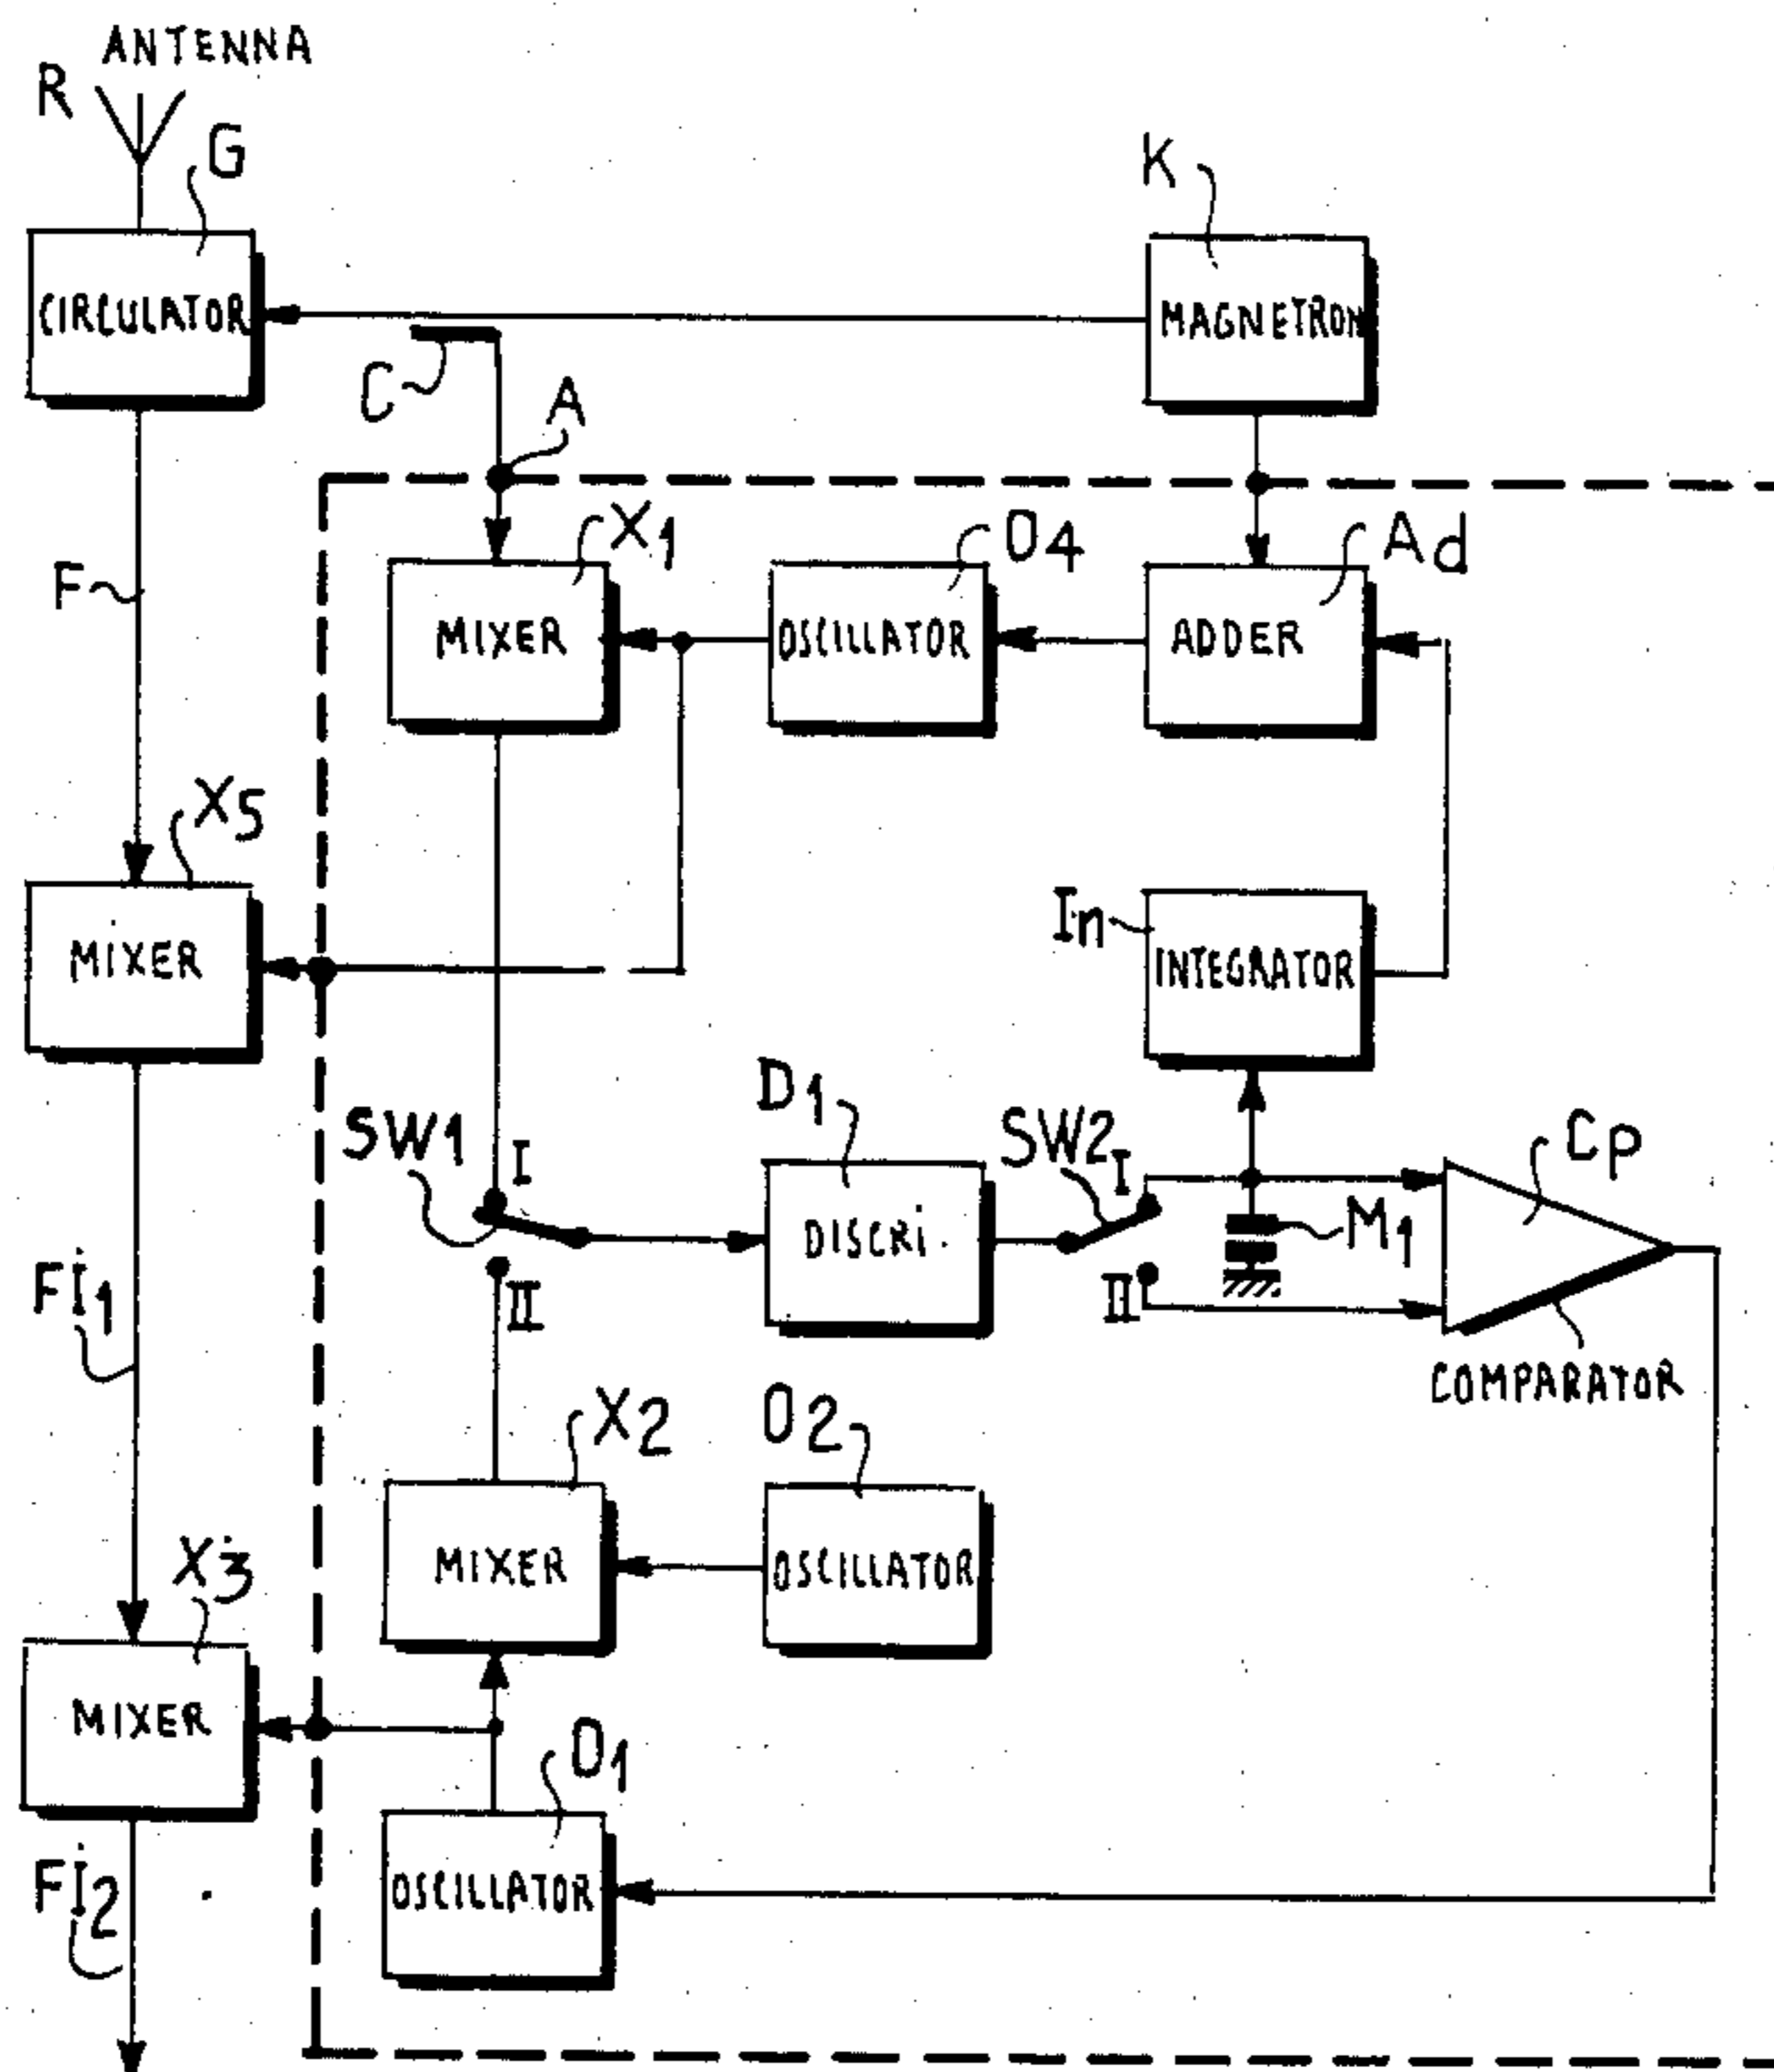 ANTENNA
R
G
K
CIRCULATOR
MAGNETRON
C
A
X1
O4
Ad
F
MIXER
OSCILLATOR
ADDER
X5
MIXER
In
INTEGRATOR
D1
SW1
I
SW2
I
Cp
DISCRI.
M1
Fi1
II
II
COMPARATOR
X2
O2
X3
MIXER
OSCILLATOR
MIXER
O1
Fi2
OSCILLATOR